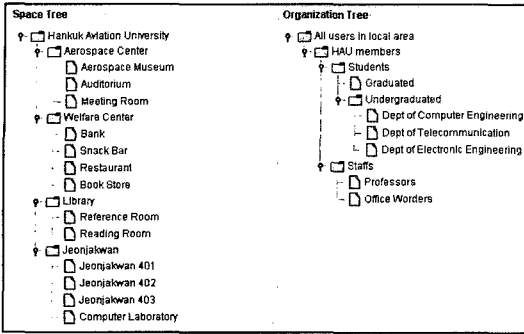 Space Tree
Hankuk Aviation University
Aerospace Center
Aerospace Museum
Auditorium
Meeting Room
Welfare Center
Bank
Snack Bar
Restaurant
Book Store
Library
Reference Room
Reading Room
Jeonjakwan
Jeonjakwan 401
Jeonjakwan 402
Jeonjakwan 403
Computer Laboratory
Organization Tree
All users in local area
HAU members
Students
Graduated
Undergraduated
Dept of Computer Engineering
Dept of Telecommunication
Dept of Electronic Engineering
Staffs
Professors
Office Worders